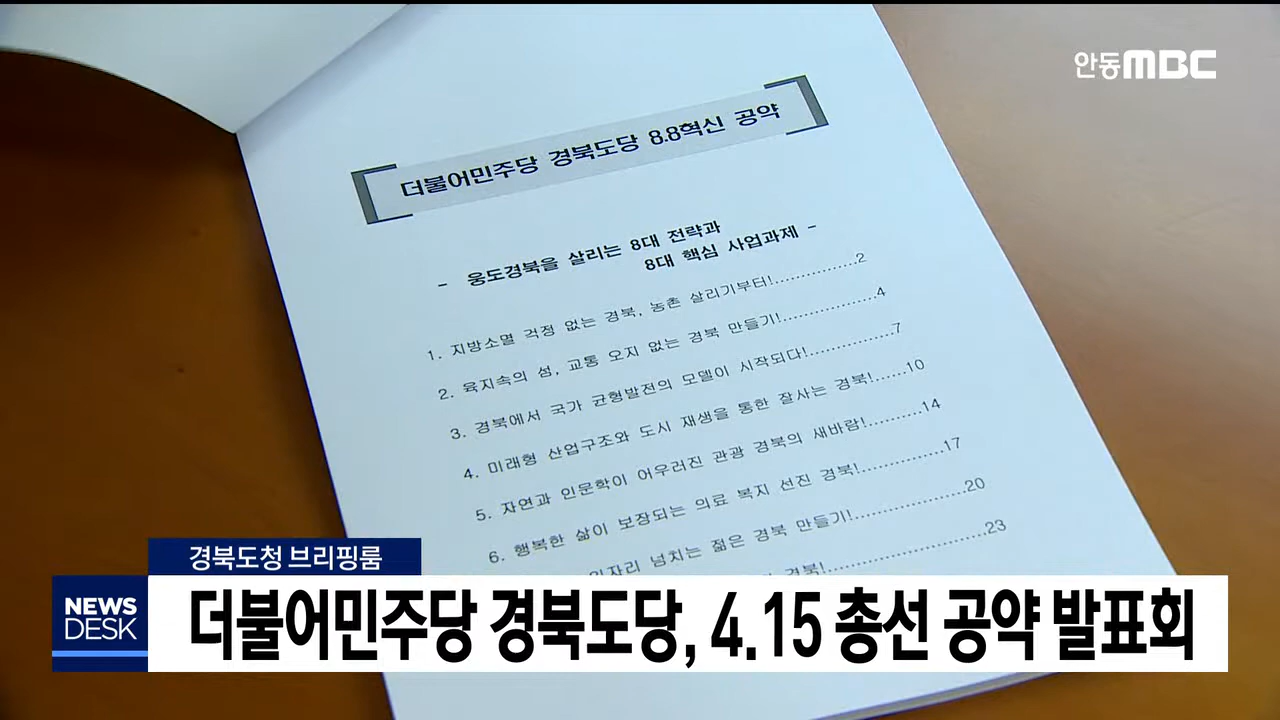 안동MBC
더불어민주당 경북도당 8.8혁신 공약
- 웅도경북을 살리는 8대 전략과
8대 핵심 사업과제 -
1. 지방소멸 걱정 없는 경북, 농촌 살리기부터!...............2
2. 육지속의 섬, 교통 오지 없는 경북 만들기!...............4
3. 경북에서 국가 균형발전의 모델이 시작되다!..............7
4. 미래형 산업구조와 도시 재생을 통한 잘사는 경북!......10
5. 자연과 인문학이 어우러진 관광 경북의 새바람!..........14
6. 행복한 삶이 보장되는 의료 복지 선진 경북!...............17
일자리 넘치는 젊은 경북 만들기!....................20
경북!...........................23
경북도청 브리핑룸
NEWS
DESK
더불어민주당 경북도당, 4.15 총선 공약 발표회